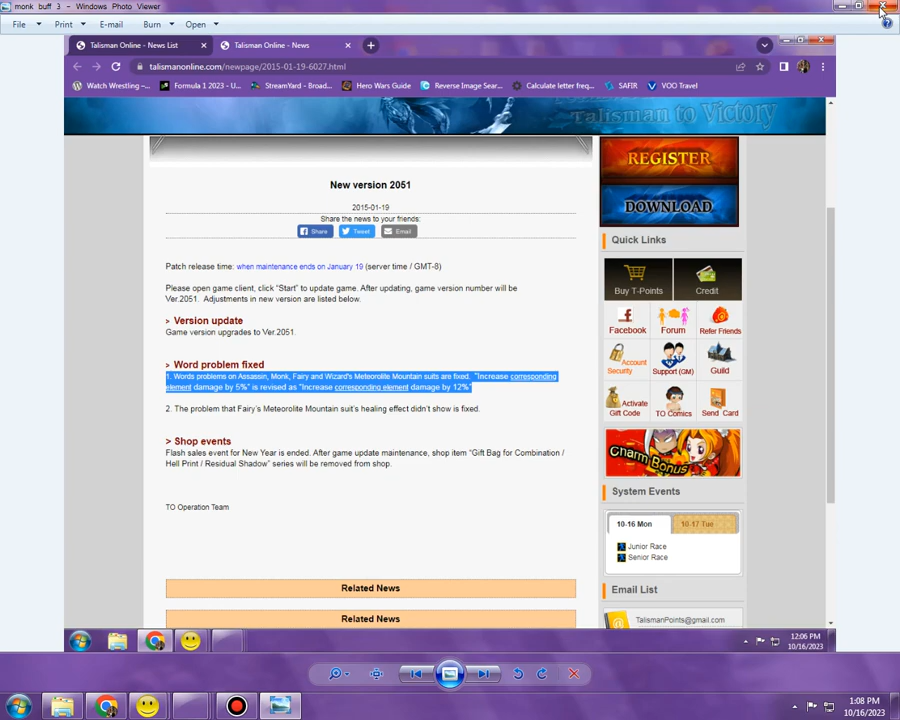 monk buff 3 - Windows Photo Viewer
File Print E-mail Burn Open
Talisman Online - News List Talisman Online - News
talismanonline.com/newpage/2015-01-19-6027.html
Watch Wrestling –... Formula 1 2023 - U... StreamYard - Broad... Hero Wars Guide Reverse Image Sear... Calculate letter freq... SAFIR VOO Travel
Talisman to Victory
REGISTER
New version 2051
2015-01-19
DOWNLOAD
Share the news to your friends:
Share Tweet Email
Quick Links
Patch release time: when maintenance ends on January 19 (server time / GMT-8)
Please open game client, click "Start" to update game. After updating, game version number will be
Ver.2051. Adjustments in new version are listed below.
Buy T-Points Credit
> Version update
Game version upgrades to Ver.2051.
Facebook Forum Refer Friends
> Word problem fixed
1. Words problems on Assassin, Monk, Fairy and Wizard's Meteorolite Mountain suits are fixed. "Increase corresponding
element damage by 5%" is revised as "Increase corresponding element damage by 12%"
Account Security Support(GM) Guild
2. The problem that Fairy's Meteorolite Mountain suit's healing effect didn't show is fixed.
Activate Gift Code TO Comics Send Card
> Shop events
Flash sales event for New Year is ended. After game update maintenance, shop item "Gift Bag for Combination /
Hell Print / Residual Shadow" series will be removed from shop.
Charm Bonus
System Events
TO Operation Team
10-16 Mon 10-17 Tue
Junior Race
Senior Race
Related News
Email List
Related News
TalismanPoints@gmail.com
12:06 PM
10/16/2023
1:08 PM
10/16/2023